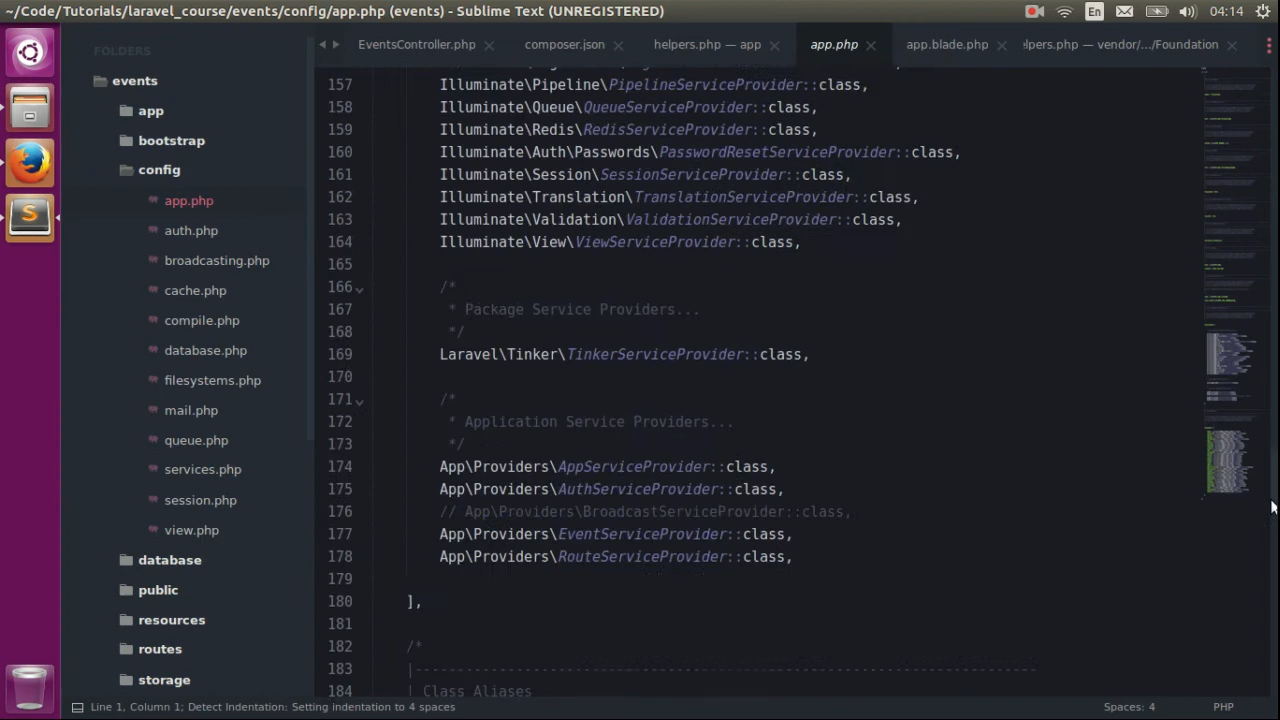 ~/Code/Tutorials/laravel_course/events/config/app.php (events) - Sublime Text (UNREGISTERED)
En
04:14
FOLDERS
events
app
bootstrap
config
app.php
auth.php
broadcasting.php
cache.php
compile.php
database.php
filesystems.php
mail.php
queue.php
services.php
session.php
view.php
database
public
resources
routes
storage
EventsController.php
composer.json
helpers.php — app
app.php
app.blade.php
lpers.php — vendor/.../Foundation
157 Illuminate\Pipeline\PipelineServiceProvider::class,
158 Illuminate\Queue\QueueServiceProvider::class,
159 Illuminate\Redis\RedisServiceProvider::class,
160 Illuminate\Auth\Passwords\PasswordResetServiceProvider::class,
161 Illuminate\Session\SessionServiceProvider::class,
162 Illuminate\Translation\TranslationServiceProvider::class,
163 Illuminate\Validation\ValidationServiceProvider::class,
164 Illuminate\View\ViewServiceProvider::class,
165
166 /*
167 * Package Service Providers...
168 */
169 Laravel\Tinker\TinkerServiceProvider::class,
170
171 /*
172 * Application Service Providers...
173 */
174 App\Providers\AppServiceProvider::class,
175 App\Providers\AuthServiceProvider::class,
176 // App\Providers\BroadcastServiceProvider::class,
177 App\Providers\EventServiceProvider::class,
178 App\Providers\RouteServiceProvider::class,
179
180 ],
181
182 /*
183 |--------------------------------------------------------------------------
184 | Class Aliases
Line 1, Column 1; Detect Indentation: Setting indentation to 4 spaces
Spaces: 4
PHP